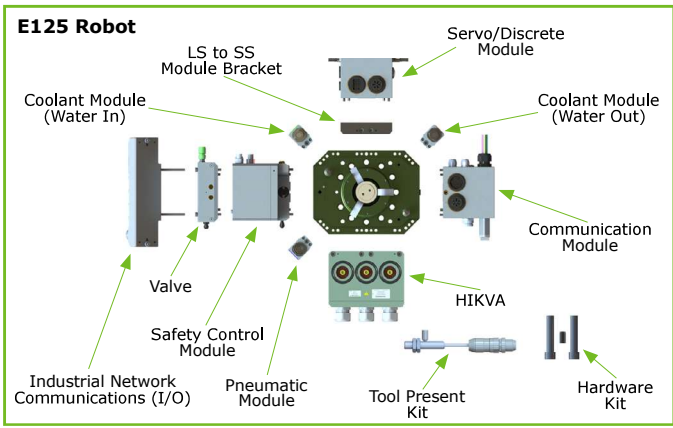 E125 Robot
Servo/Discrete
Module
LS to SS
Module Bracket
Coolant Module
(Water In)
Coolant Module
(Water Out)
Communication
Module
Valve
HIKVA
Safety Control
Module
Industrial Network
Communications (I/O)
Pneumatic
Module
Tool Present
Kit
Hardware
Kit